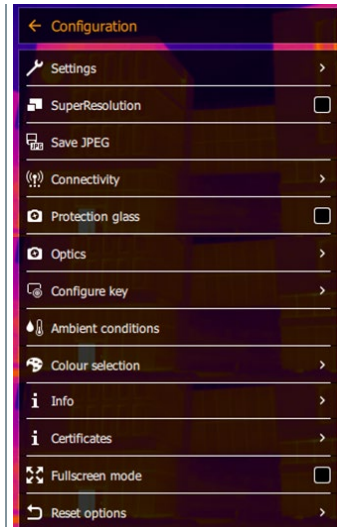 Configuration
Settings
SuperResolution
Save JPEG
Connectivity
Protection glass
Optics
Configure key
Ambient conditions
Colour selection
Info
Certificates
Fullscreen mode
Reset options